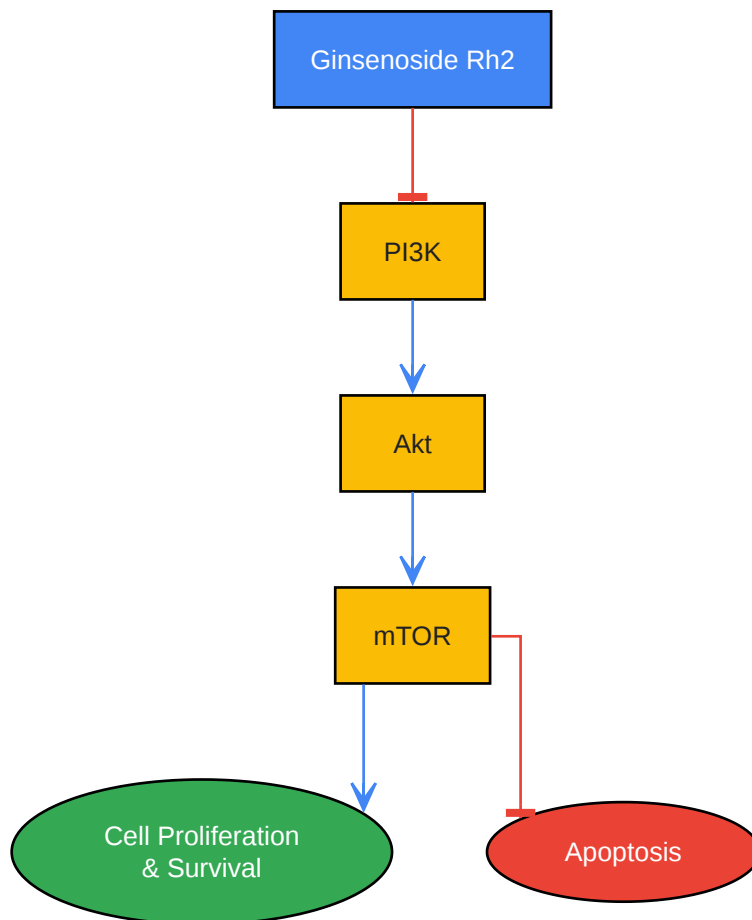 Ginsenoside Rh2
PI3K
Akt
mTOR
Cell Proliferation
& Survival
Apoptosis